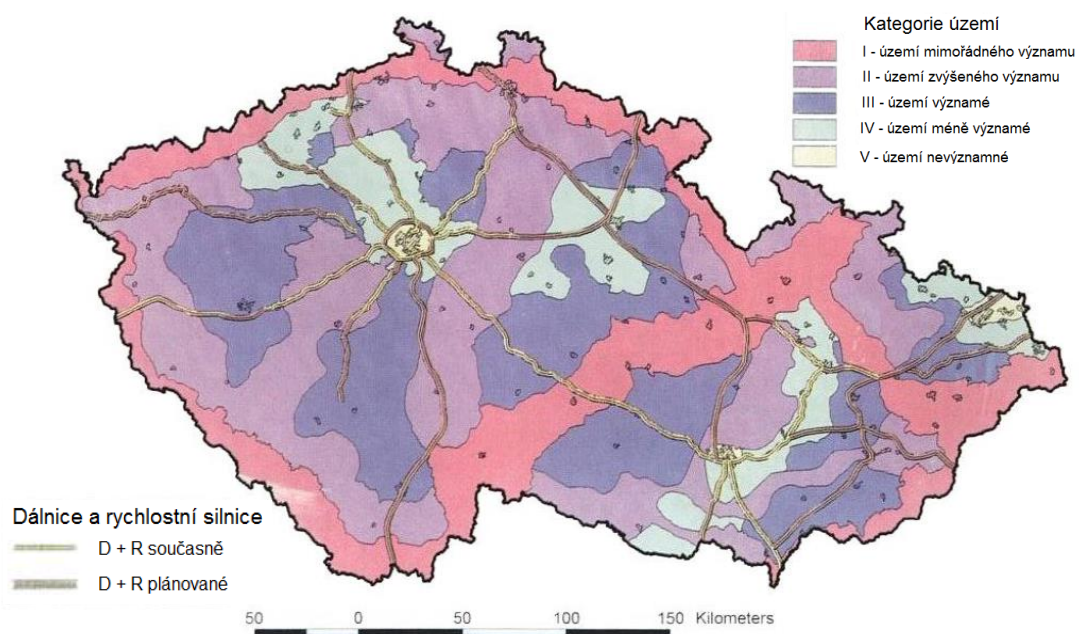 Kategorie území
I - území mimořádného významu
II - území zvýšeného významu
III - území významé
IV - území méně významé
V - území nevýznamné
Dálnice a rychlostní silnice
D + R současně
D + R plánované
50 0 50 100 150 Kilometers